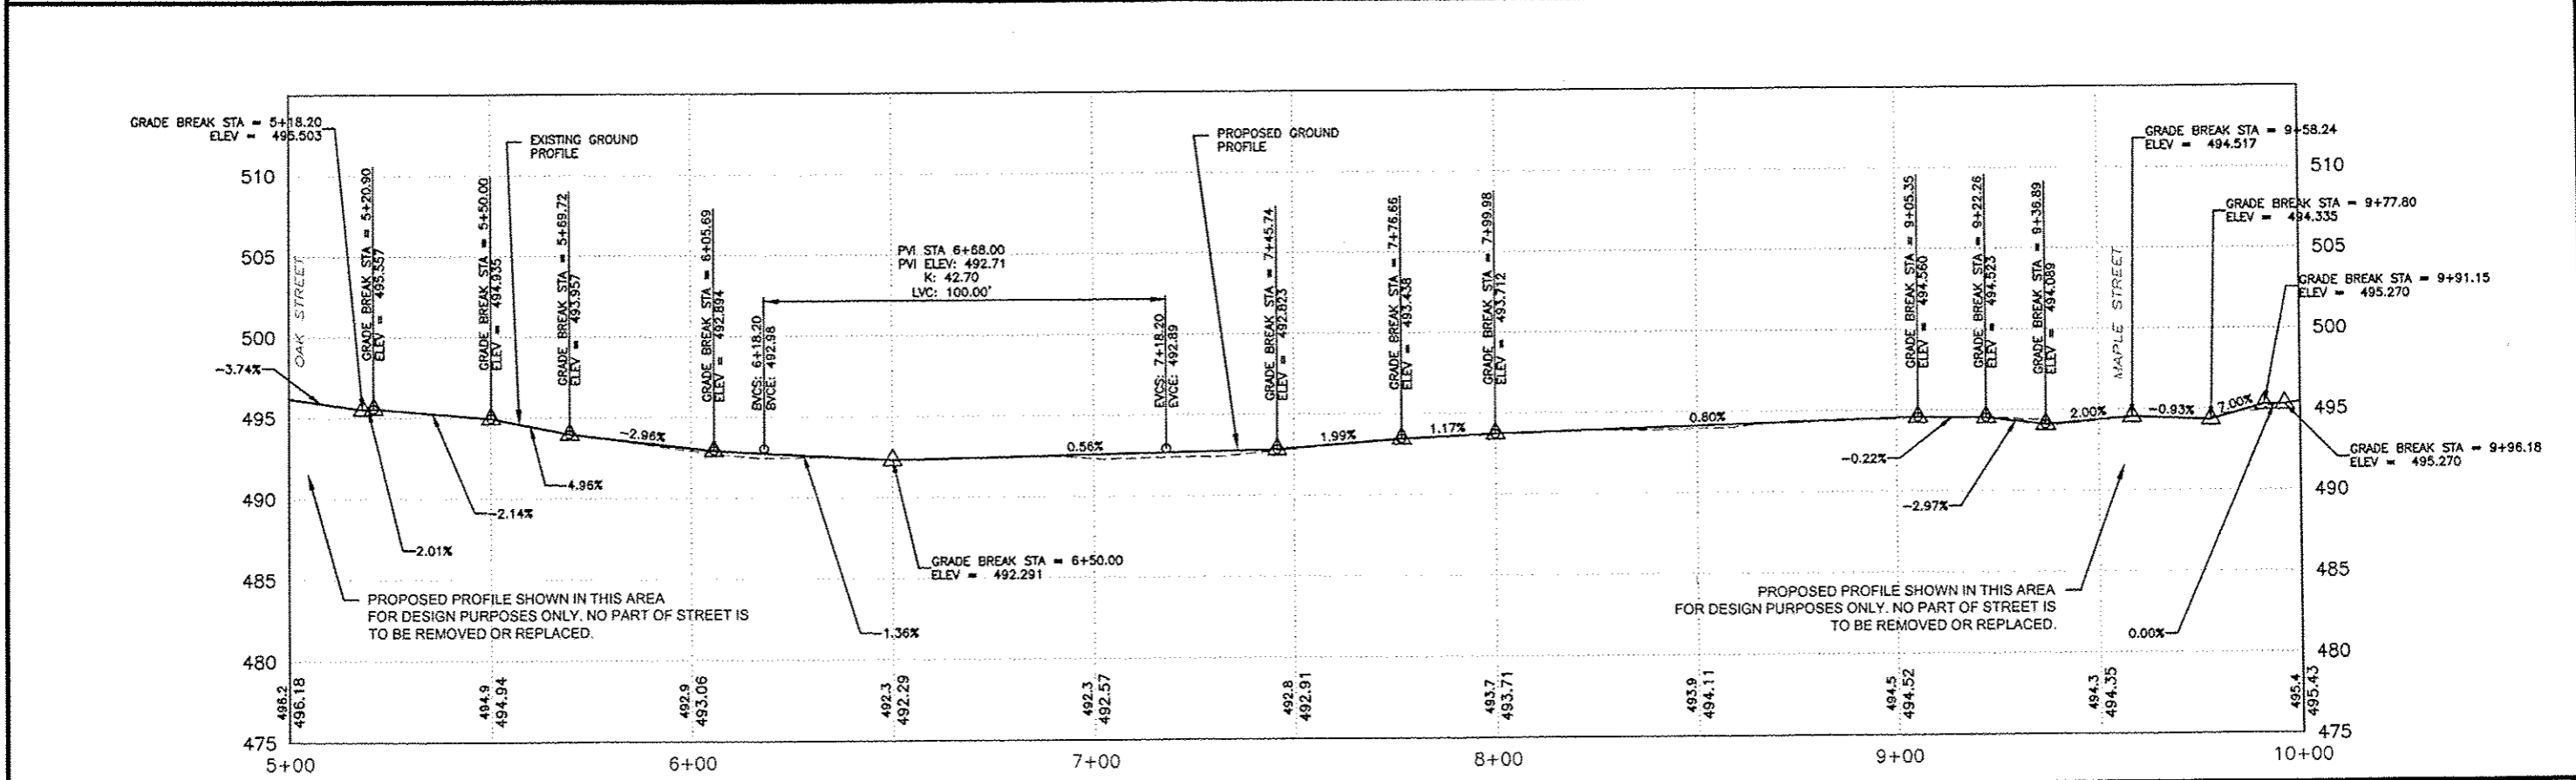 GRADE BREAK STA = 5+18.20
ELEV = 495.503
GRADE BREAK STA = 5+20.90
ELEV = 495.557
GRADE BREAK STA = 5+50.00
ELEV = 494.935
EXISTING GROUND
PROFILE
GRADE BREAK STA = 5+69.72
ELEV = 493.957
GRADE BREAK STA = 6+05.69
ELEV = 492.894
PVI STA 6+68.00
PVI ELEV: 492.71
K: 42.70
LVC: 100.00'
BVCS: 6+18.20
BVCE: 492.98
EVCS: 7+18.20
EVCE: 492.89
PROPOSED GROUND
PROFILE
GRADE BREAK STA = 7+45.74
ELEV = 492.823
GRADE BREAK STA = 7+76.66
ELEV = 493.438
GRADE BREAK STA = 7+99.98
ELEV = 493.712
GRADE BREAK STA = 9+05.35
ELEV = 494.560
GRADE BREAK STA = 9+22.26
ELEV = 494.523
GRADE BREAK STA = 9+36.89
ELEV = 494.089
GRADE BREAK STA = 9+58.24
ELEV = 494.517
GRADE BREAK STA = 9+77.80
ELEV = 494.335
GRADE BREAK STA = 9+91.15
ELEV = 495.270
GRADE BREAK STA = 9+96.18
ELEV = 495.270
OAK STREET
MAPLE STREET
510
505
500
495
490
485
480
475
510
505
500
495
490
485
480
475
-3.74%
-2.01%
-2.14%
4.96%
-2.96%
1.36%
0.56%
1.99%
1.17%
0.80%
-0.22%
-2.97%
2.00%
-0.93%
7.00%
0.00%
GRADE BREAK STA = 6+50.00
ELEV = 492.291
PROPOSED PROFILE SHOWN IN THIS AREA
FOR DESIGN PURPOSES ONLY. NO PART OF STREET IS
TO BE REMOVED OR REPLACED.
PROPOSED PROFILE SHOWN IN THIS AREA
FOR DESIGN PURPOSES ONLY. NO PART OF STREET IS
TO BE REMOVED OR REPLACED.
496.2
496.18
494.9
494.94
492.9
493.06
492.3
492.29
492.3
492.57
492.8
492.91
493.7
493.71
493.9
494.11
494.5
494.52
494.3
494.35
495.4
495.43
5+00
6+00
7+00
8+00
9+00
10+00